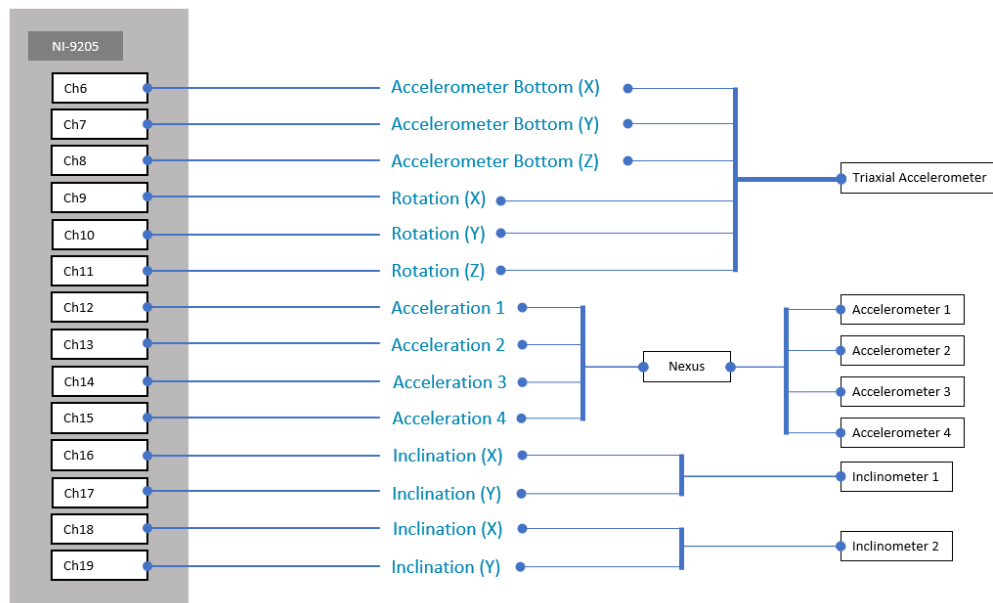 NI-9205
Ch6 Accelerometer Bottom (X)
Ch7 Accelerometer Bottom (Y)
Ch8 Accelerometer Bottom (Z)
Triaxial Accelerometer
Ch9 Rotation (X)
Ch10 Rotation (Y)
Ch11 Rotation (Z)
Ch12 Acceleration 1 Accelerometer 1
Ch13 Acceleration 2 Accelerometer 2
Nexus
Ch14 Acceleration 3 Accelerometer 3
Ch15 Acceleration 4 Accelerometer 4
Ch16 Inclination (X)
Inclinometer 1
Ch17 Inclination (Y)
Ch18 Inclination (X)
Inclinometer 2
Ch19 Inclination (Y)